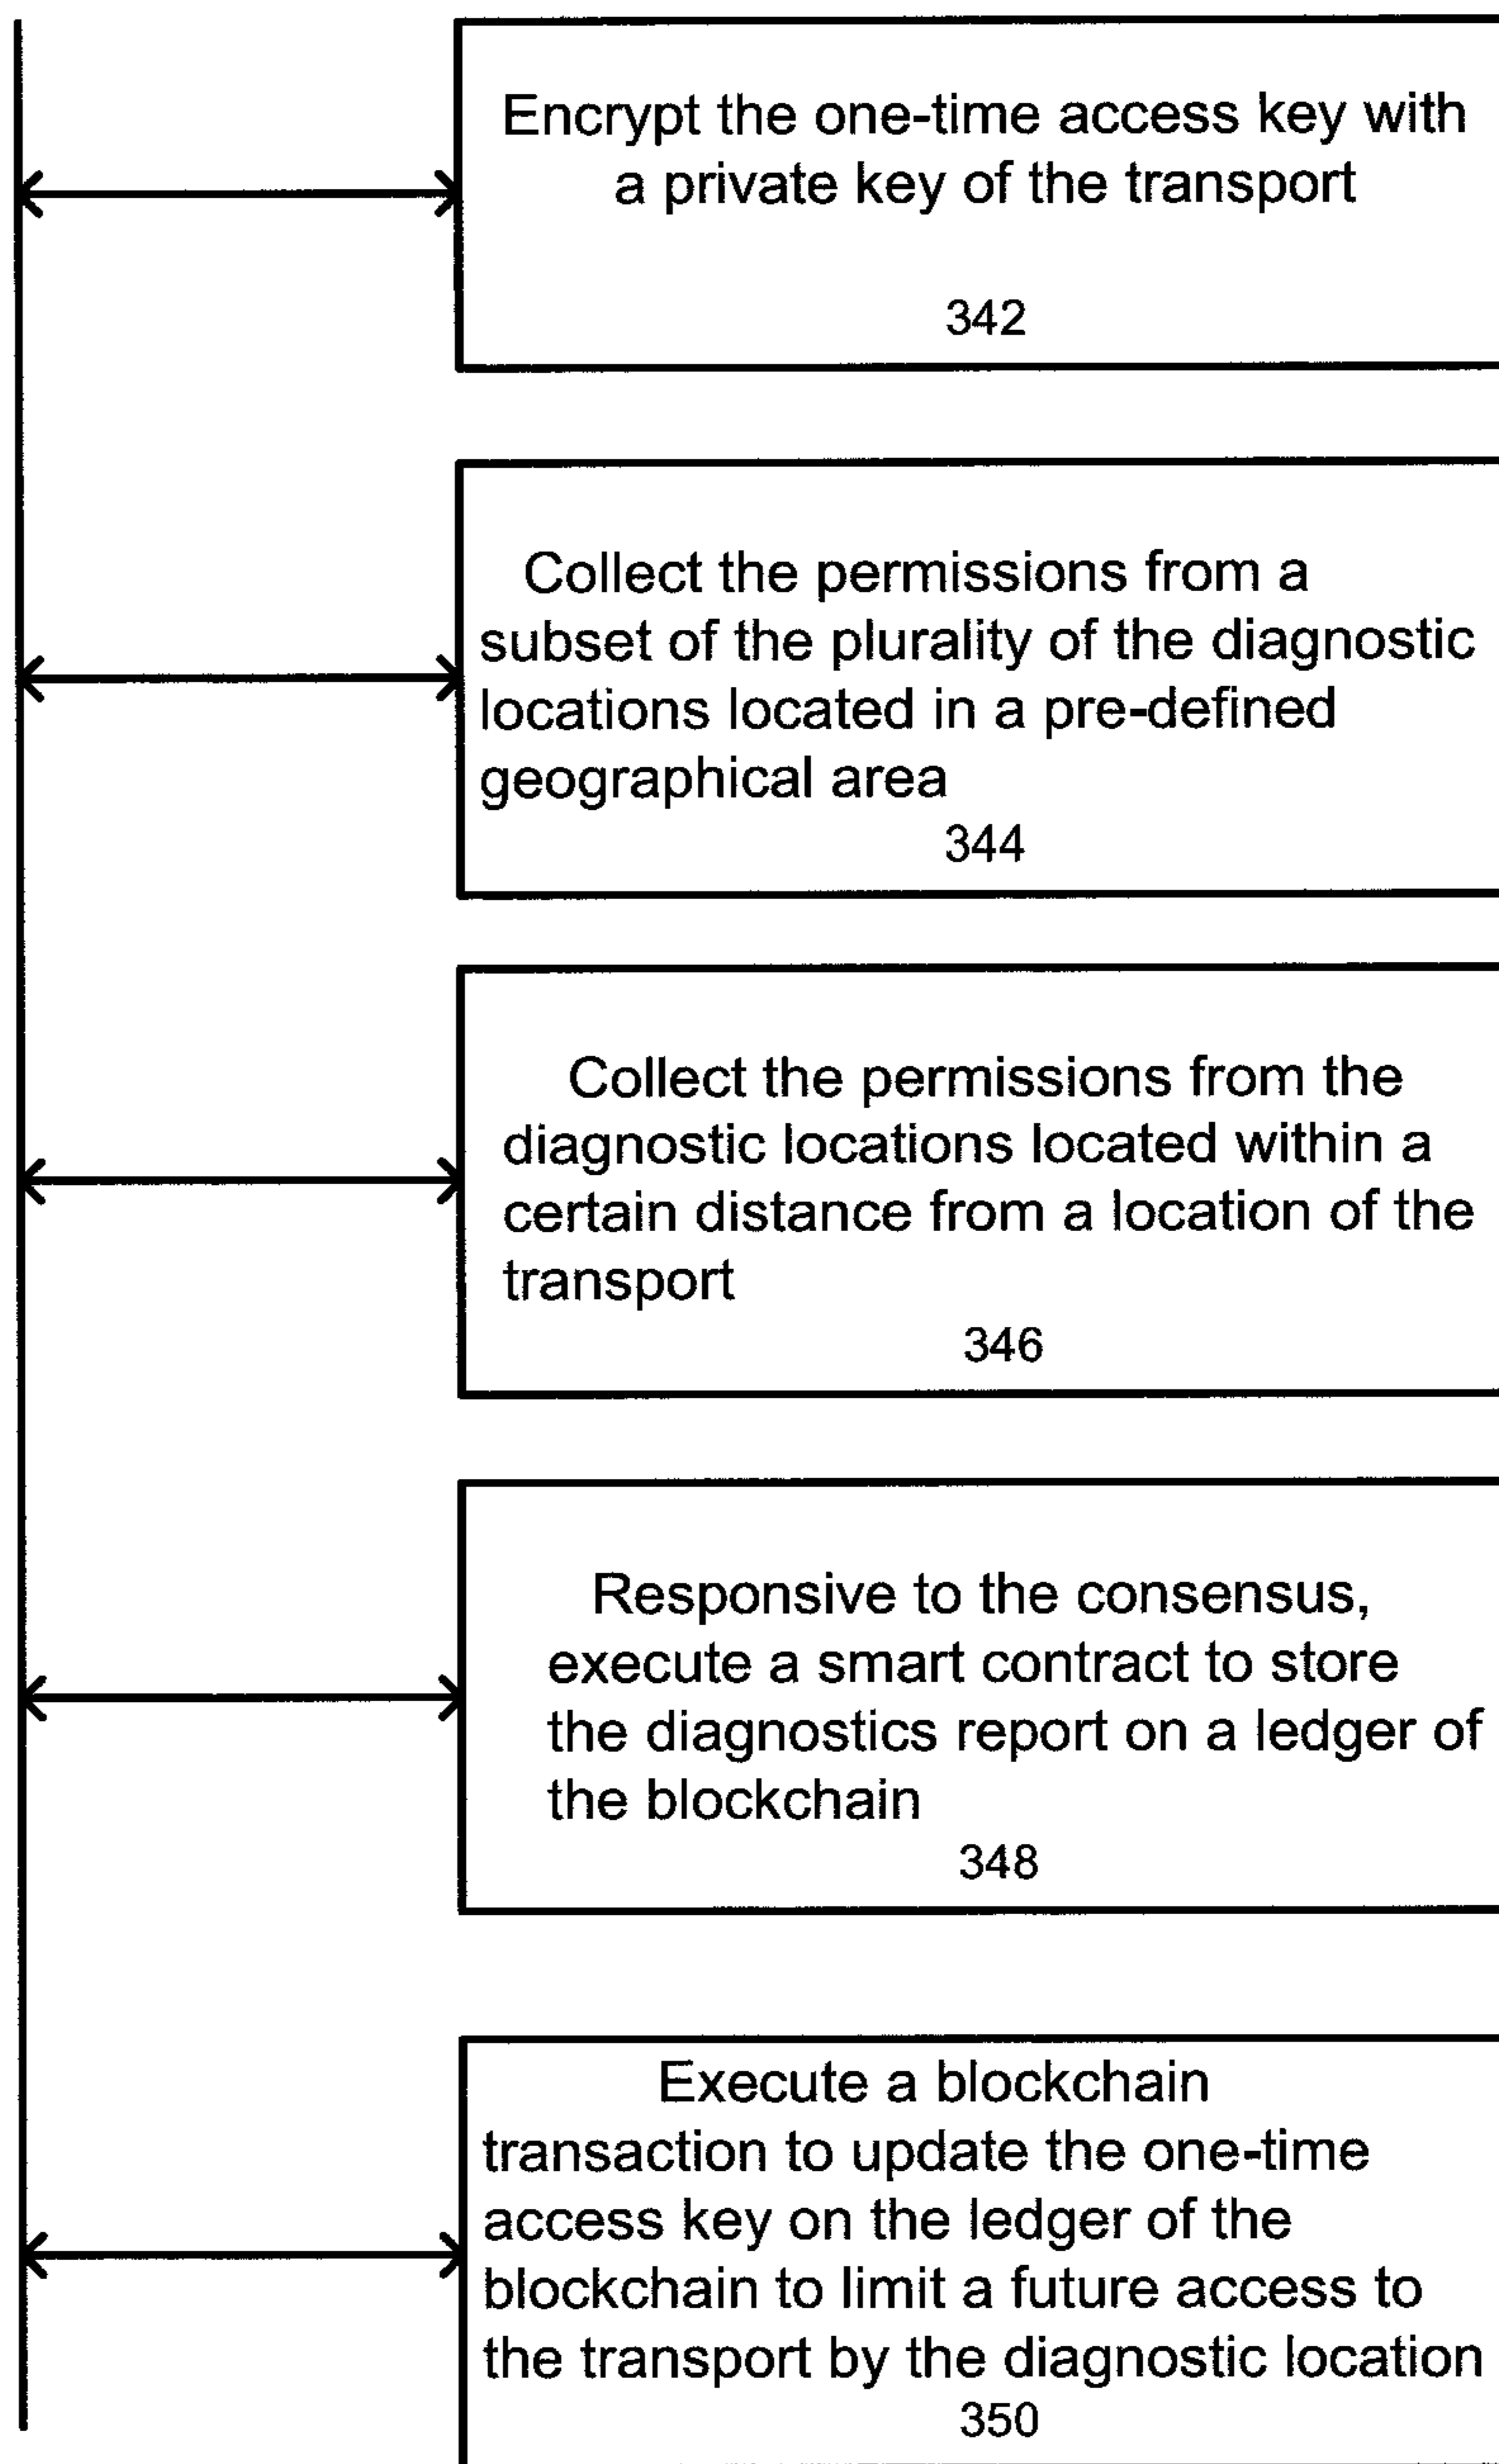 Encrypt the one-time access key with
a private key of the transport
342
Collect the permissions from a
subset of the plurality of the diagnostic
locations located in a pre-defined
geographical area
344
Collect the permissions from the
diagnostic locations located within a
certain distance from a location of the
transport
346
Responsive to the consensus,
execute a smart contract to store
the diagnostics report on a ledger of
the blockchain
348
Execute a blockchain
transaction to update the one-time
access key on the ledger of the
blockchain to limit a future access to
the transport by the diagnostic location
350